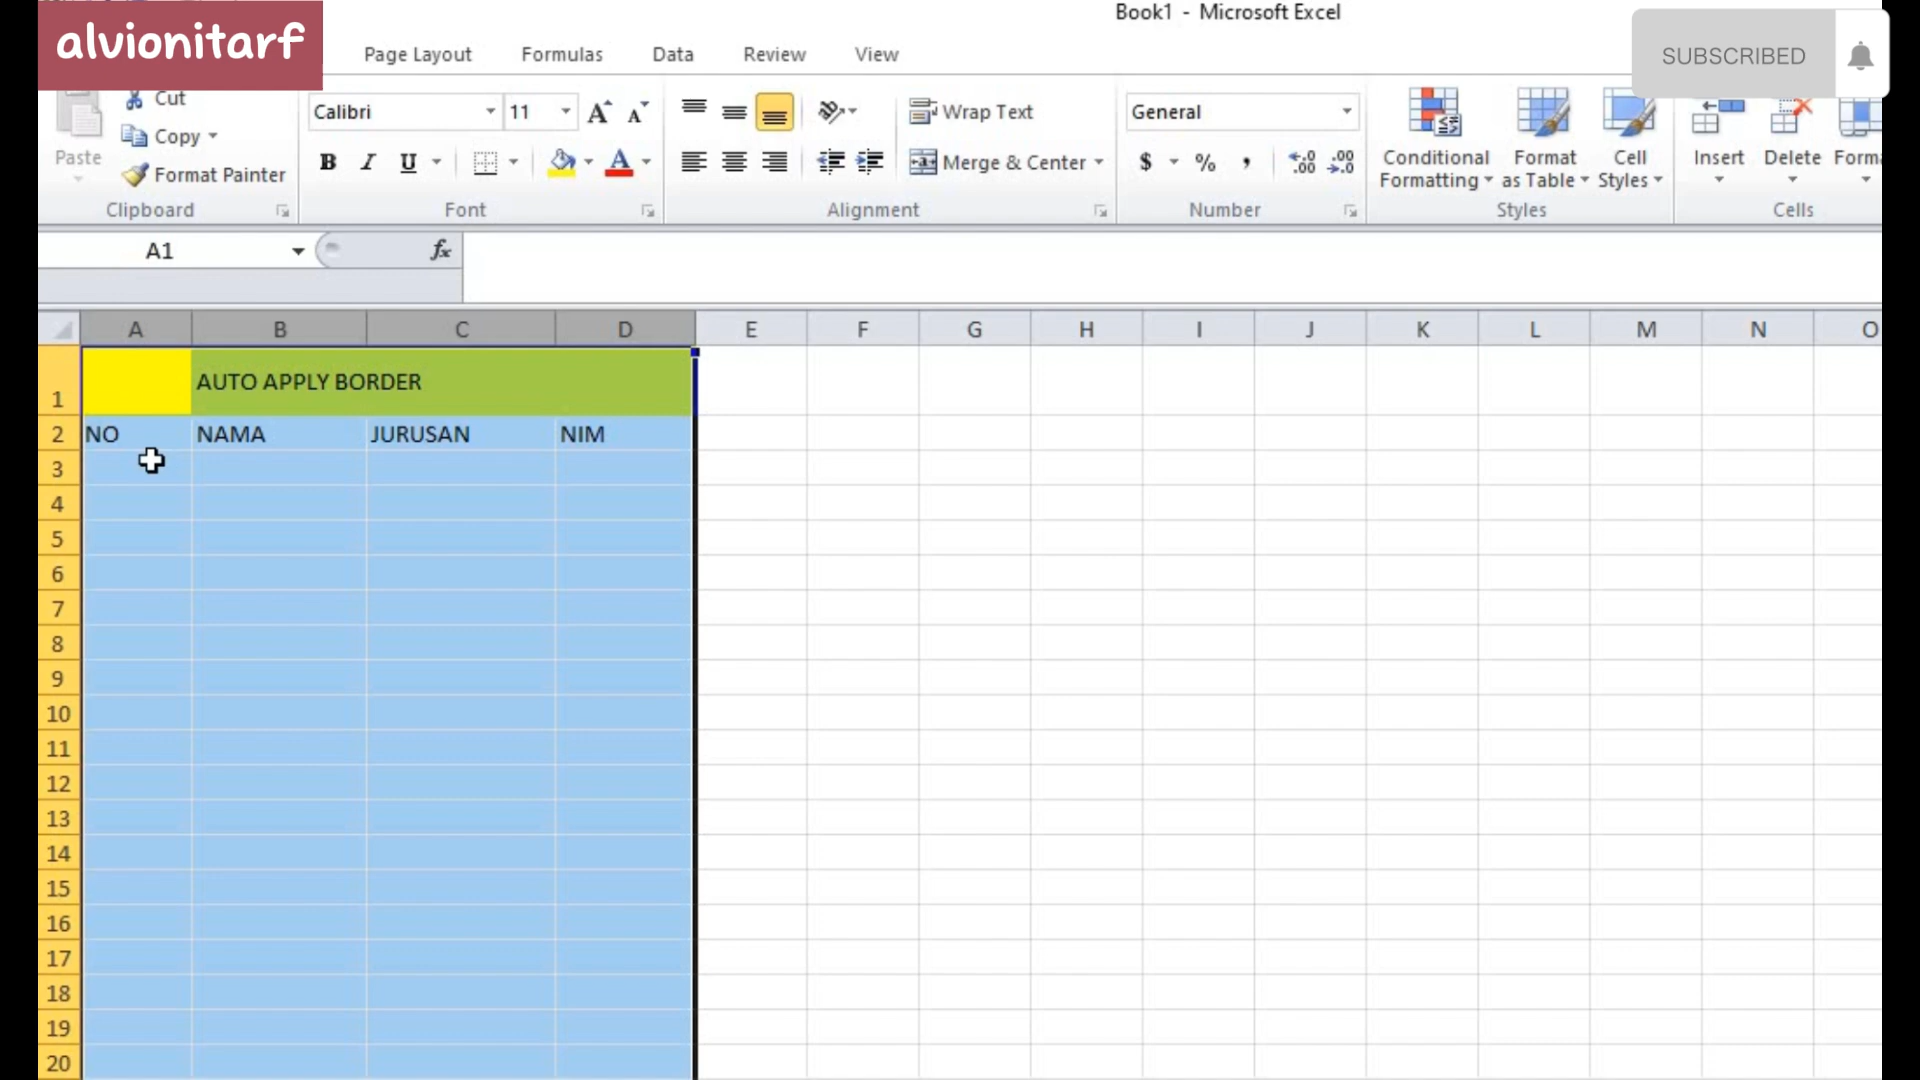 Book1 - Microsoft Excel
alvionitarf
SUBSCRIBED
Page Layout Formulas Data Review View
Cut
Copy
Paste
Format Painter
Clipboard
Calibri 11
B I U A
Font
Wrap Text
Merge & Center
Alignment
General
$ % , .00 .00
Number
Conditional Formatting
Format as Table
Cell Styles
Styles
Insert Delete
Cells
A1 fx
A B C D E F G H I J K L M N O
1 AUTO APPLY BORDER
2 NO NAMA JURUSAN NIM
3
4
5
6
7
8
9
10
11
12
13
14
15
16
17
18
19
20